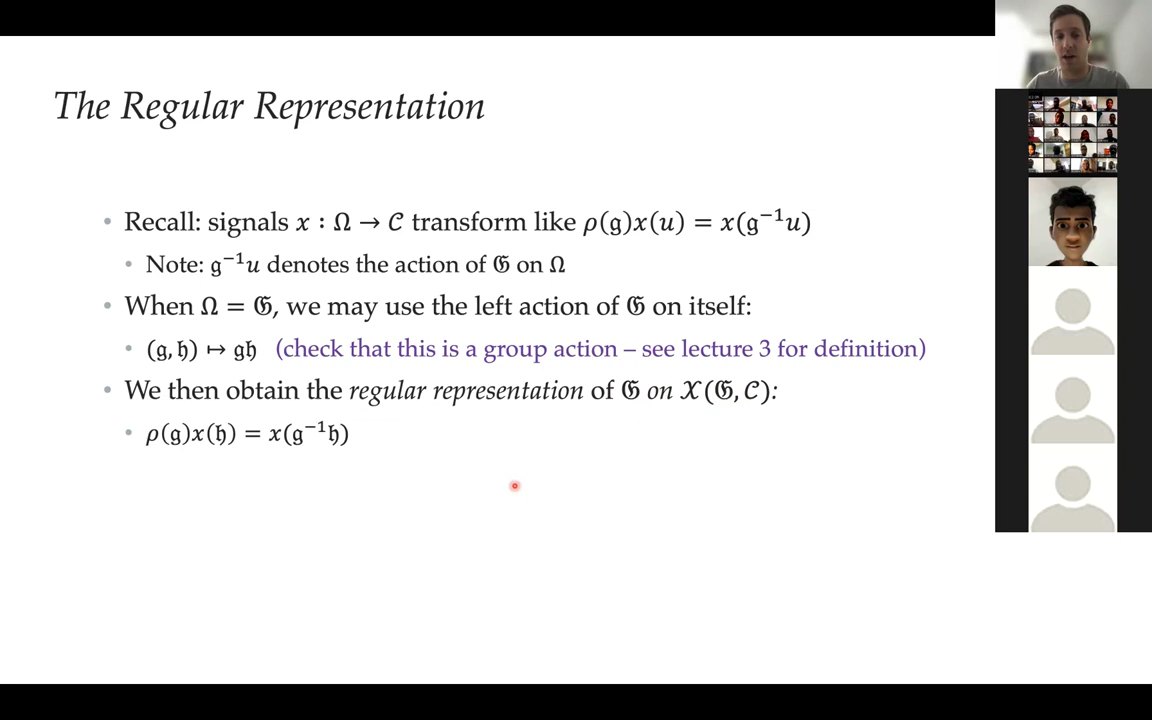 The Regular Representation
• Recall: signals 𝑥 : Ω → 𝒞 transform like 𝜌(𝔤)𝑥(𝑢) = 𝑥(𝔤⁻¹𝑢)
• Note: 𝔤⁻¹𝑢 denotes the action of 𝔊 on Ω
• When Ω = 𝔊, we may use the left action of 𝔊 on itself:
• (𝔤, 𝔥) ↦ 𝔤𝔥 (check that this is a group action – see lecture 3 for definition)
• We then obtain the regular representation of 𝔊 on 𝒳(𝔊, 𝒞):
• 𝜌(𝔤)𝑥(𝔥) = 𝑥(𝔤⁻¹𝔥)